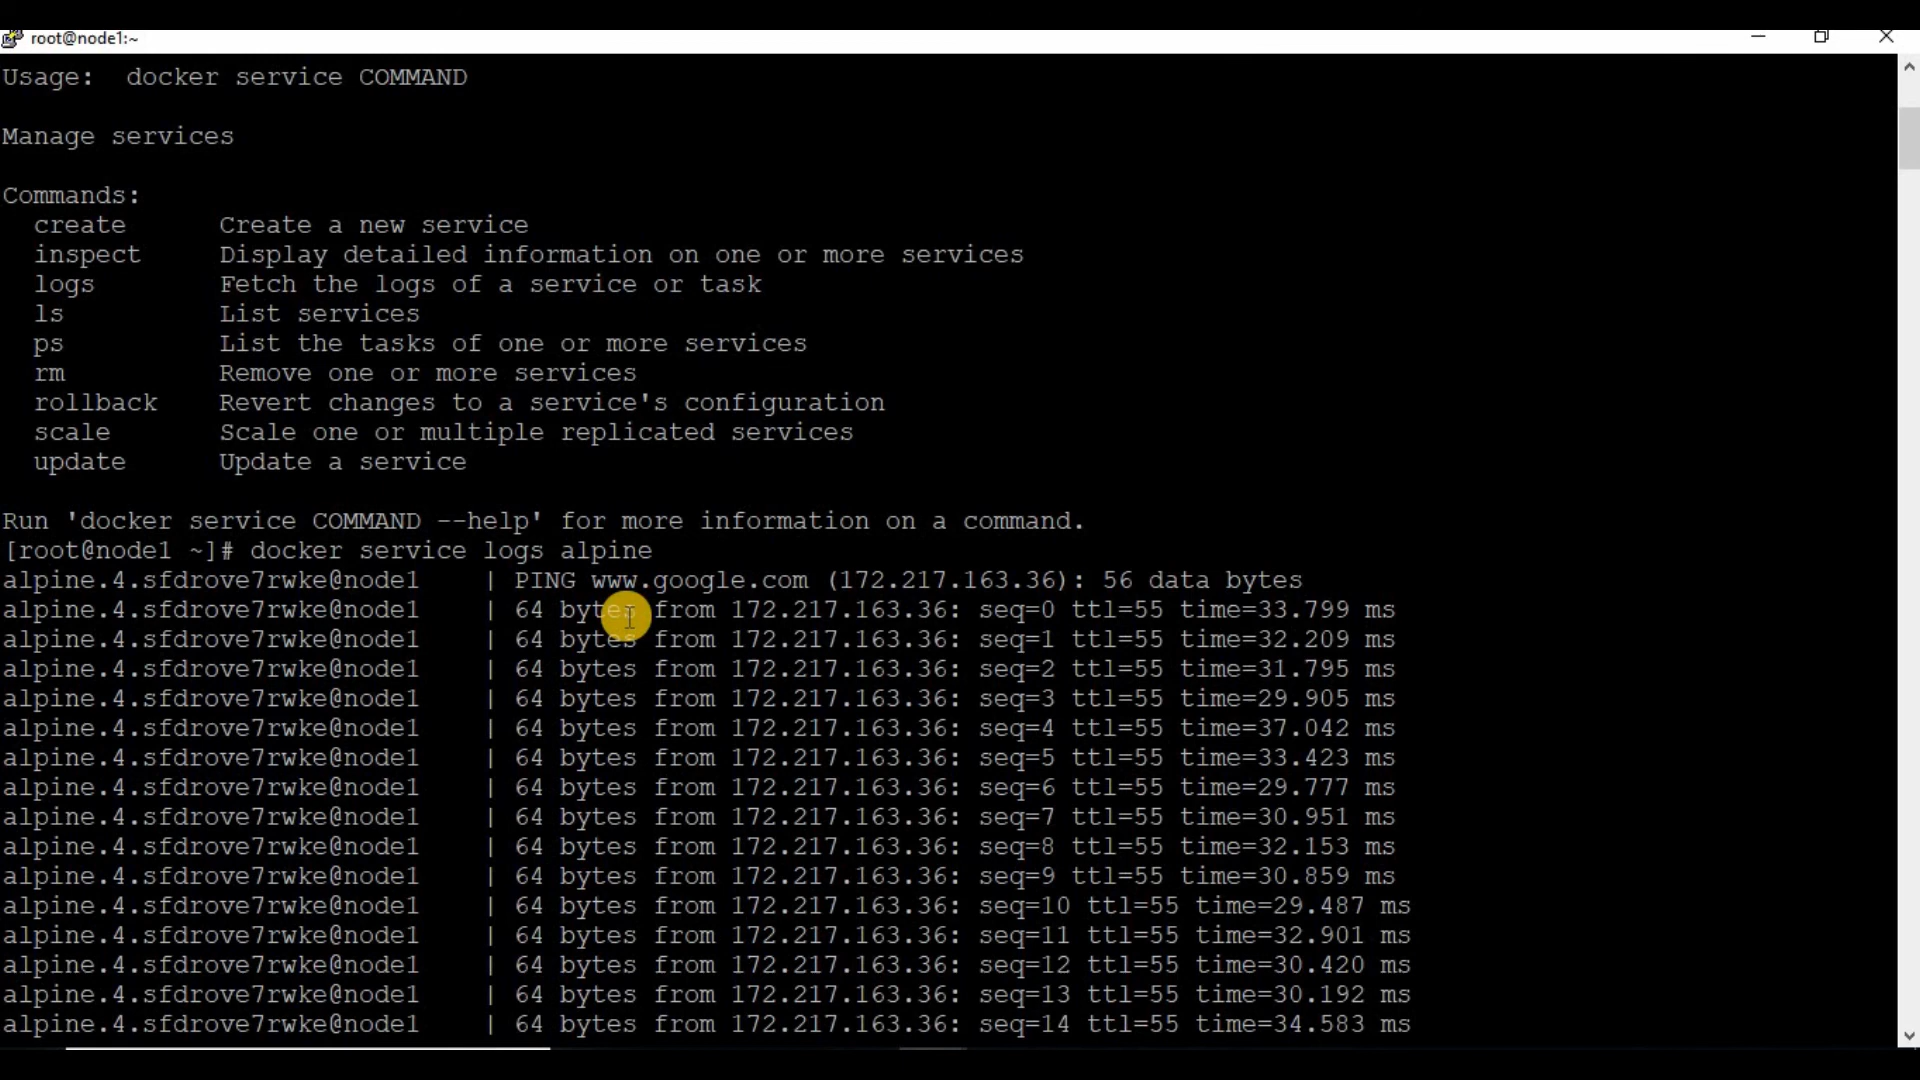 root@node1:~
Usage:  docker service COMMAND
Manage services
Commands:
  create      Create a new service
  inspect     Display detailed information on one or more services
  logs        Fetch the logs of a service or task
  ls          List services
  ps          List the tasks of one or more services
  rm          Remove one or more services
  rollback    Revert changes to a service's configuration
  scale       Scale one or multiple replicated services
  update      Update a service
Run 'docker service COMMAND --help' for more information on a command.
[root@node1 ~]# docker service logs alpine
alpine.4.sfdrove7rwke@node1    | PING www.google.com (172.217.163.36): 56 data bytes
alpine.4.sfdrove7rwke@node1    | 64 bytes from 172.217.163.36: seq=0 ttl=55 time=33.799 ms
alpine.4.sfdrove7rwke@node1    | 64 bytes from 172.217.163.36: seq=1 ttl=55 time=32.209 ms
alpine.4.sfdrove7rwke@node1    | 64 bytes from 172.217.163.36: seq=2 ttl=55 time=31.795 ms
alpine.4.sfdrove7rwke@node1    | 64 bytes from 172.217.163.36: seq=3 ttl=55 time=29.905 ms
alpine.4.sfdrove7rwke@node1    | 64 bytes from 172.217.163.36: seq=4 ttl=55 time=37.042 ms
alpine.4.sfdrove7rwke@node1    | 64 bytes from 172.217.163.36: seq=5 ttl=55 time=33.423 ms
alpine.4.sfdrove7rwke@node1    | 64 bytes from 172.217.163.36: seq=6 ttl=55 time=29.777 ms
alpine.4.sfdrove7rwke@node1    | 64 bytes from 172.217.163.36: seq=7 ttl=55 time=30.951 ms
alpine.4.sfdrove7rwke@node1    | 64 bytes from 172.217.163.36: seq=8 ttl=55 time=32.153 ms
alpine.4.sfdrove7rwke@node1    | 64 bytes from 172.217.163.36: seq=9 ttl=55 time=30.859 ms
alpine.4.sfdrove7rwke@node1    | 64 bytes from 172.217.163.36: seq=10 ttl=55 time=29.487 ms
alpine.4.sfdrove7rwke@node1    | 64 bytes from 172.217.163.36: seq=11 ttl=55 time=32.901 ms
alpine.4.sfdrove7rwke@node1    | 64 bytes from 172.217.163.36: seq=12 ttl=55 time=30.420 ms
alpine.4.sfdrove7rwke@node1    | 64 bytes from 172.217.163.36: seq=13 ttl=55 time=30.192 ms
alpine.4.sfdrove7rwke@node1    | 64 bytes from 172.217.163.36: seq=14 ttl=55 time=34.583 ms